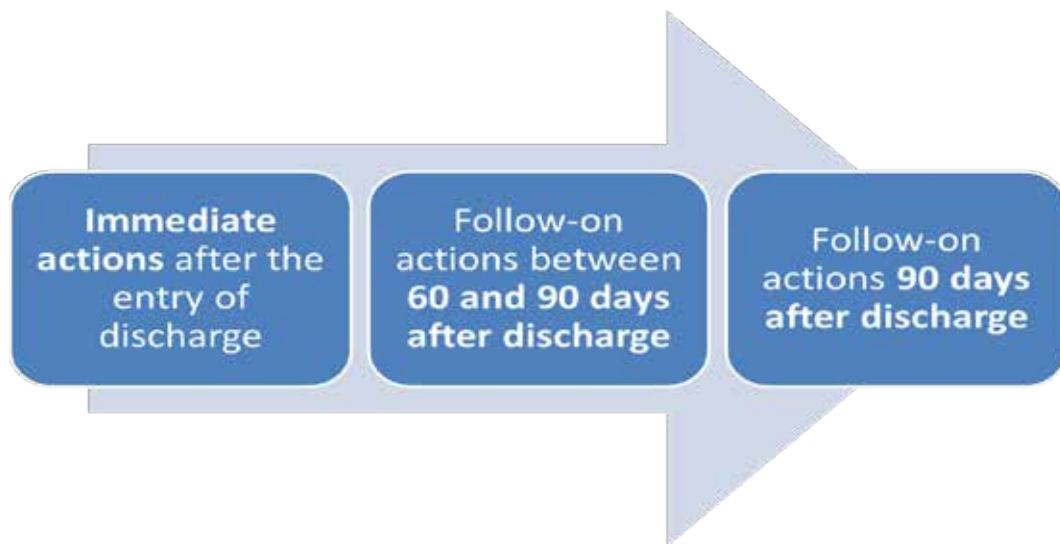 Immediate
actions after the
entry of
discharge
Follow-on
actions between
60 and 90 days
after discharge
Follow-on
actions 90 days
after discharge